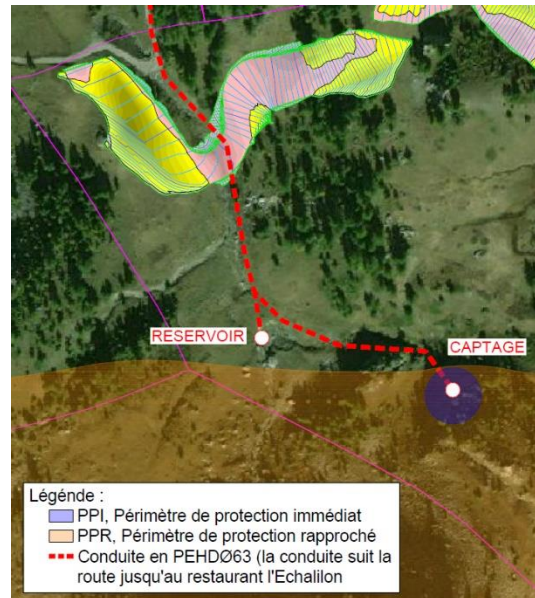 RESERVOIR
CAPTAGE
Légénde :
PPI, Périmètre de protection immédiat
PPR, Périmètre de protection rapproché
Conduite en PEHDØ63 (la conduite suit la
route jusqu'au restaurant l'Echalilon